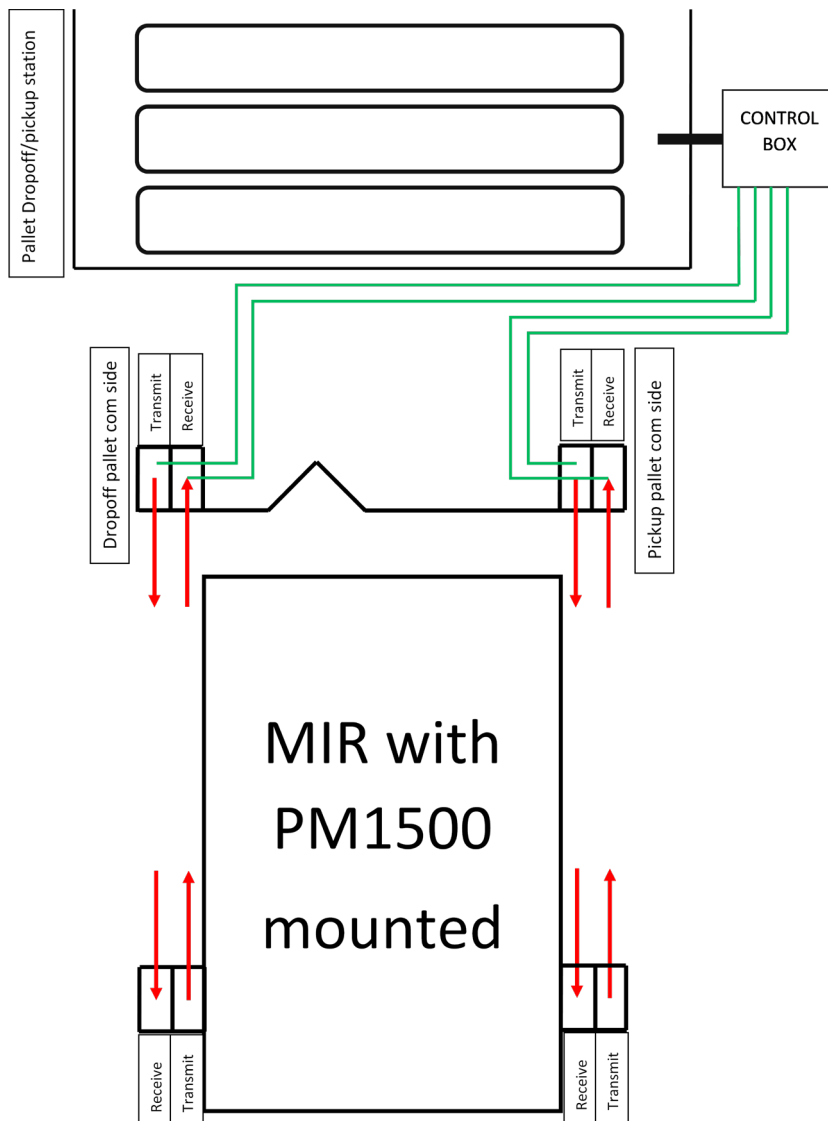 Pallet Dropoff/pickup station
CONTROL
BOX
Dropoff pallet com side
Transmit
Receive
Transmit
Receive
Pickup pallet com side
MIR with
PM1500
mounted
Receive
Transmit
Receive
Transmit